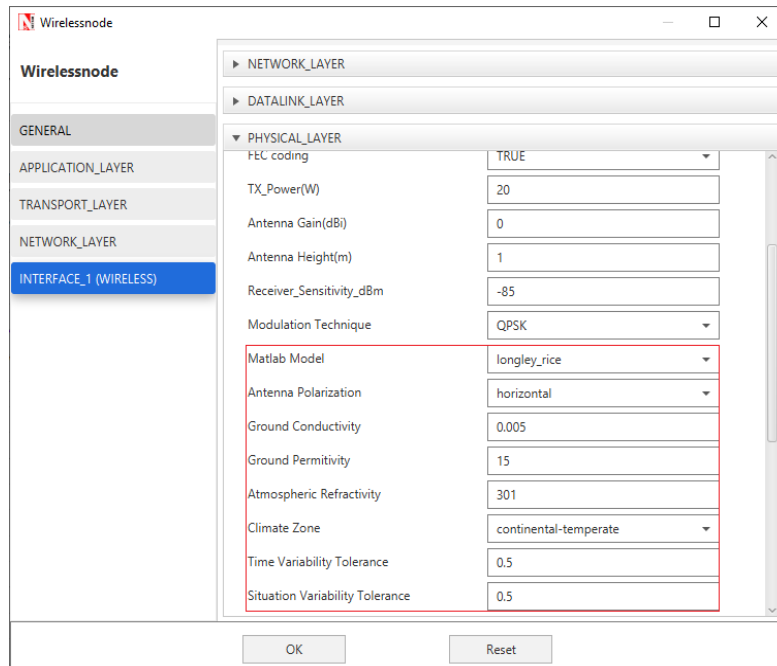 Wirelessnode
Wirelessnode
GENERAL
APPLICATION_LAYER
TRANSPORT_LAYER
NETWORK_LAYER
INTERFACE_1 (WIRELESS)
NETWORK_LAYER
DATALINK_LAYER
PHYSICAL_LAYER
FEC coding TRUE
TX_Power(W) 20
Antenna Gain(dBi) 0
Antenna Height(m) 1
Receiver_Sensitivity_dBm -85
Modulation Technique QPSK
Matlab Model longley_rice
Antenna Polarization horizontal
Ground Conductivity 0.005
Ground Permitivity 15
Atmospheric Refractivity 301
Climate Zone continental-temperate
Time Variability Tolerance 0.5
Situation Variability Tolerance 0.5
OK Reset